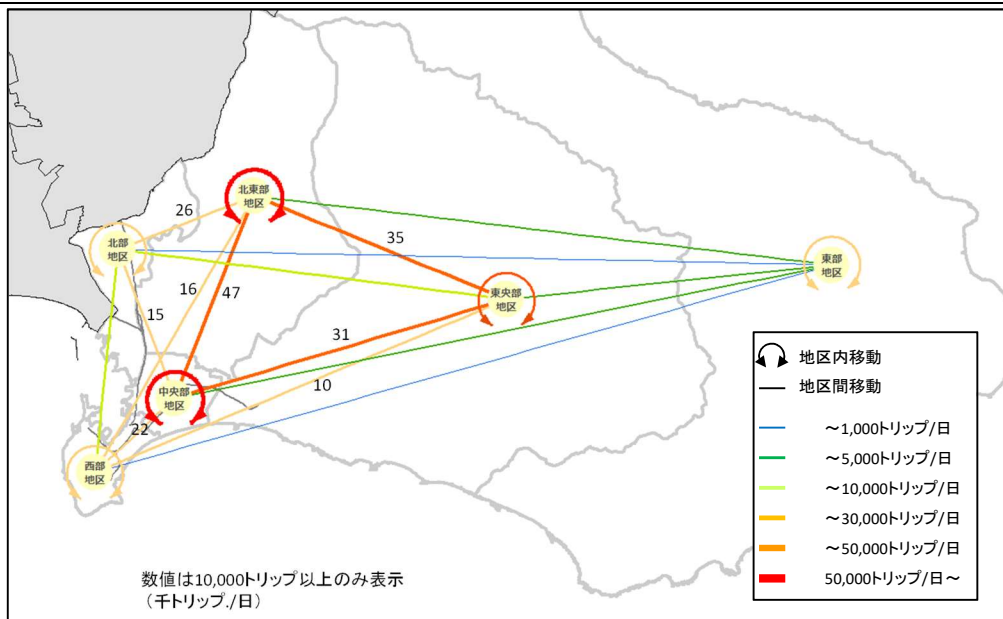 北東部
地区
26
北部
地区
35
東部
地区
16
47
東央部
地区
15
31
中央部
地区
10
22
西部
地区
地区内移動
地区間移動
～1,000トリップ/日
～5,000トリップ/日
～10,000トリップ/日
～30,000トリップ/日
～50,000トリップ/日
50,000トリップ/日～
数値は10,000トリップ以上のみ表示
（千トリップ./日）